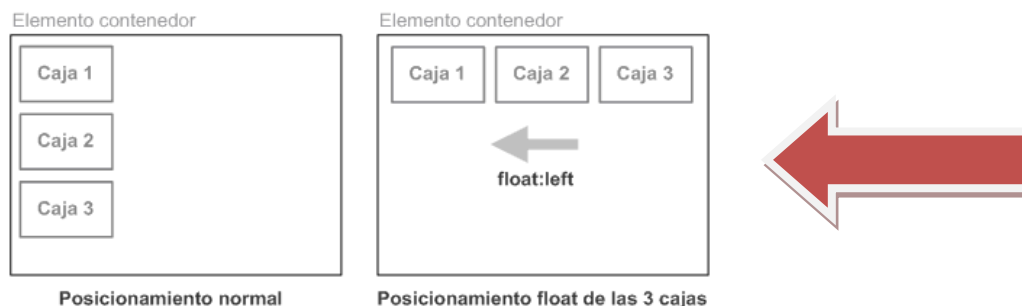 Elemento contenedor
Caja 1
Caja 2
Caja 3
Posicionamiento normal
Elemento contenedor
Caja 1 Caja 2 Caja 3
float:left
Posicionamiento float de las 3 cajas